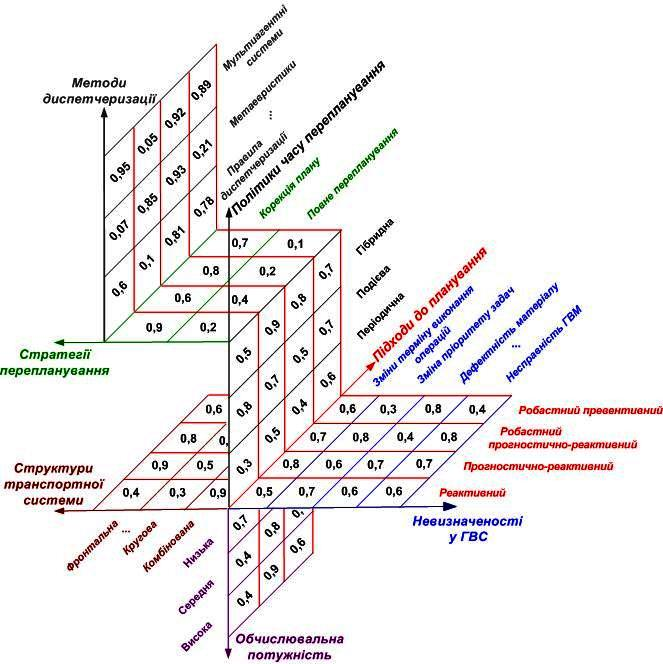 Методи
диспетчеризації
Мультиагентні
системи
Метаевристики
...
Правила
диспетчеризації
0,95
0,05
0,92
0,89
0,07
0,85
0,93
0,21
0,6
0,1
0,81
0,78
Політики часу перепланування
Корекція плану
Повне перепланування
0,7
0,1
0,8
0,2
0,6
0,4
0,9
0,2
Стратегії
перепланування
Гібридна
Подієва
Періодична
0,5
0,9
0,8
0,7
0,8
0,7
0,5
0,7
0,3
0,5
0,4
0,6
Підходи до планування
Зміни терміну виконання
операцій
Зміна пріоритету задач
Дефектність матеріалу
...
Несправність ГВМ
0,6
0,3
0,8
0,4
Робастний превентивний
0,7
0,8
0,4
0,8
Робастний
прогностично-реактивний
0,8
0,6
0,7
0,7
Прогностично-реактивний
0,5
0,7
0,6
0,6
Реактивний
Невизначеності
у ГВС
0,6
0,8
0,9
0,5
0,4
0,3
0,9
Структури
транспортної
системи
Фронтальна
...
Кругова
Комбінована
0,7
0,8
0,4
0,9
0,6
0,4
Низька
Середня
Висока
Обчислювальна
потужність